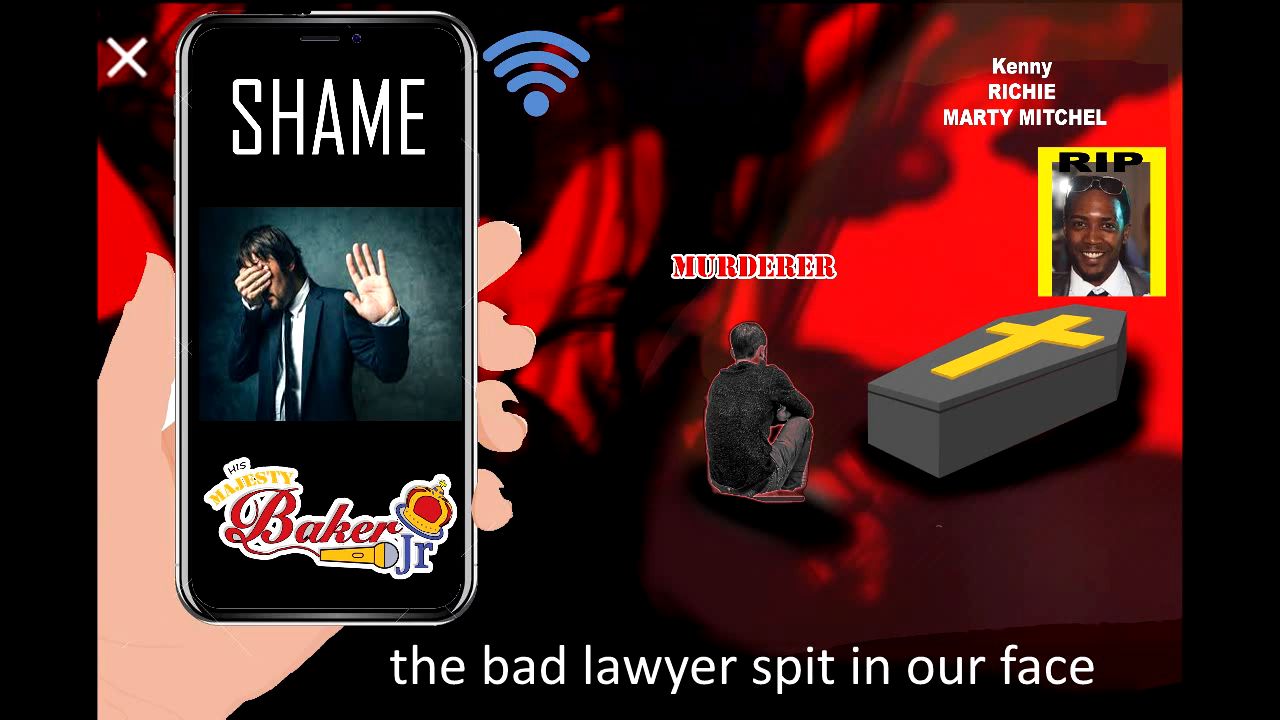 SHAME
HIS
MAJESTY
Baker
Jr
Kenny
RICHIE
MARTY MITCHEL
RIP
MURDERER
the bad lawyer spit in our face